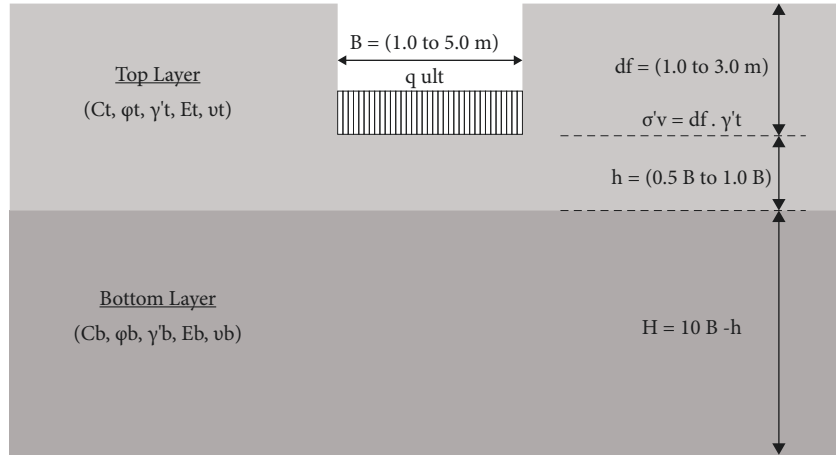 B = (1.0 to 5.0 m)
q ult
Top Layer
(Ct, φt, γ't, Et, υt)
df = (1.0 to 3.0 m)
σ'v = df . γ't
h = (0.5 B to 1.0 B)
Bottom Layer
(Cb, φb, γ'b, Eb, υb)
H = 10 B -h